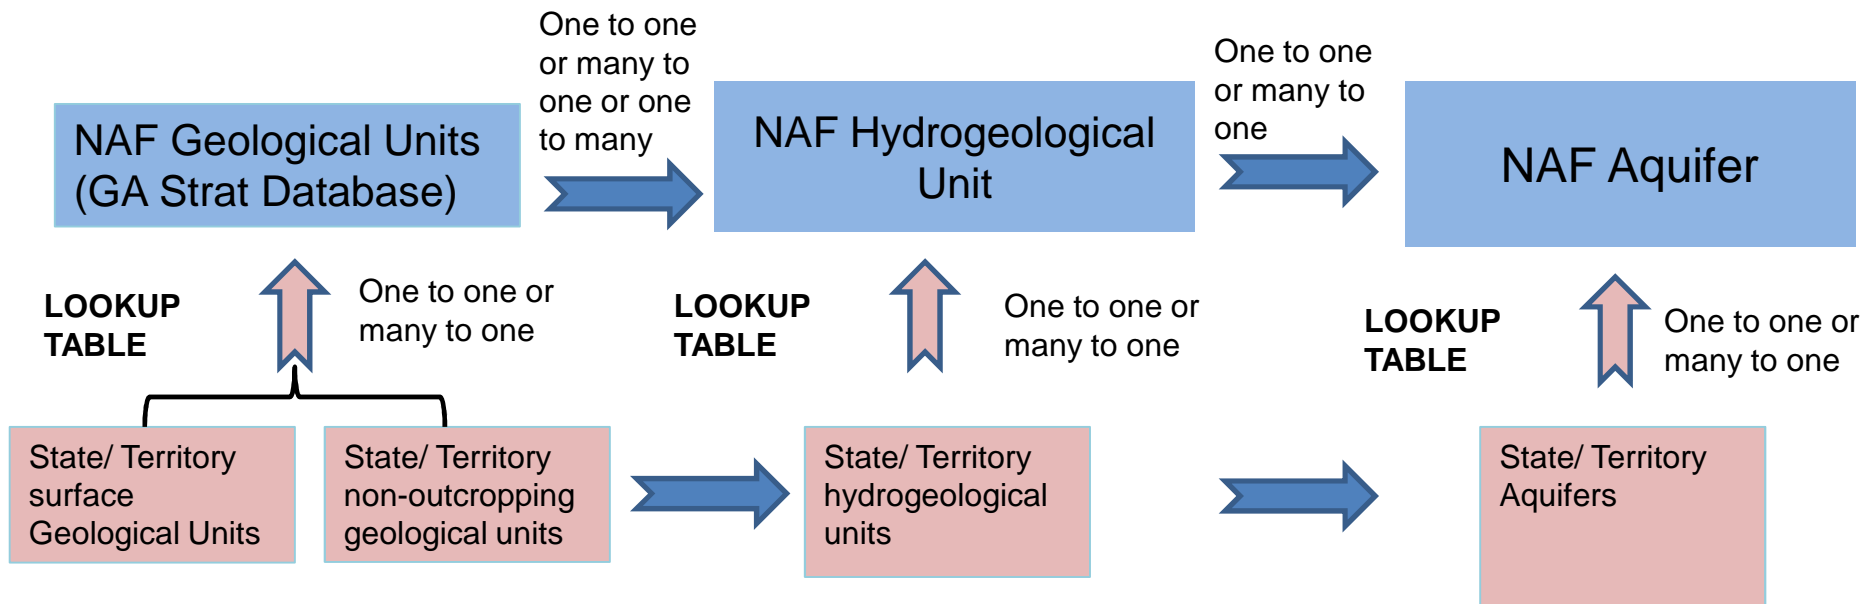 One to one
or many to
one or one
to many
One to one
or many to
one
NAF Geological Units
(GA Strat Database)
NAF Hydrogeological
Unit
NAF Aquifer
LOOKUP
TABLE
One to one or
many to one
LOOKUP
TABLE
One to one or
many to one
LOOKUP
TABLE
One to one or
many to one
State/ Territory
surface
Geological Units
State/ Territory
non-outcropping
geological units
State/ Territory
hydrogeological
units
State/ Territory
Aquifers